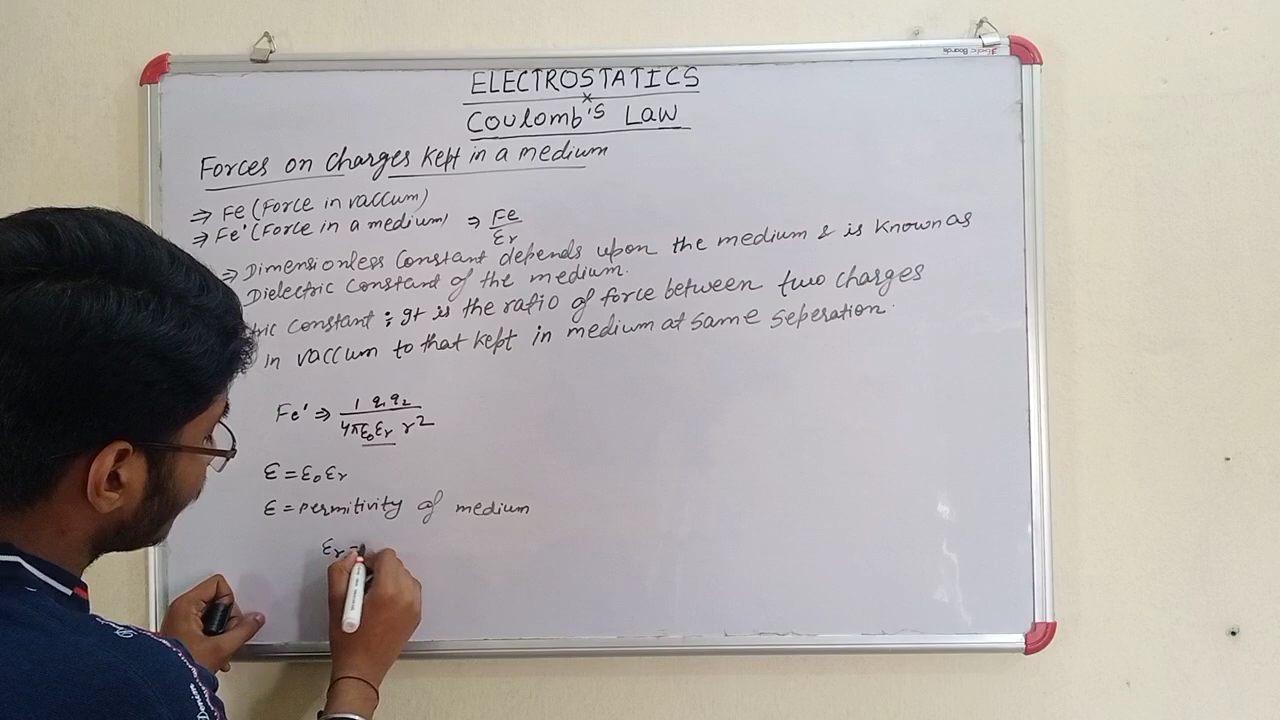 ELECTROSTATICS
x
Coulomb's Law
Forces on charges kept in a medium
⇒ Fe (Force in vaccum)
⇒ Fe' (Force in a medium) ⇒ Fe/εr
⇒ Dimensionless Constant depends upon the medium & is known as
Dielectric Constant of the medium.
tric constant : It is the ratio of force between two charges
in vaccum to that kept in medium at same seperation.
Fe' ⇒ 1 q₁q₂ / 4πε₀εr r²
ε = ε₀εr
ε = permitivity of medium
εr =